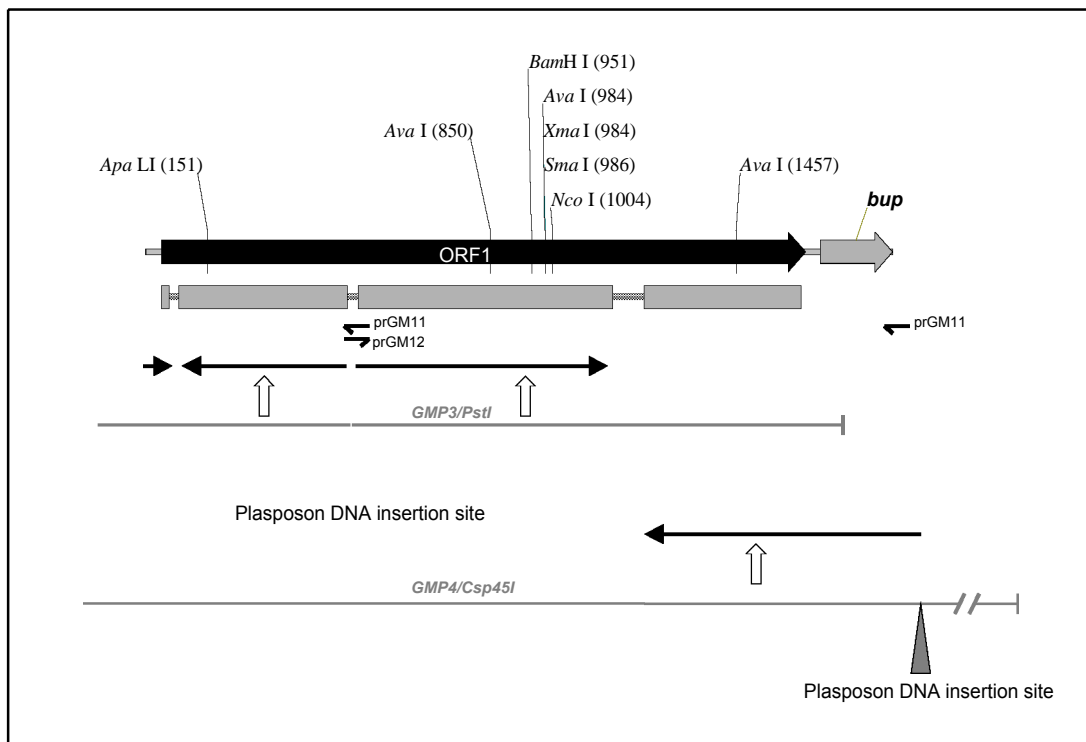 BamH I (951)
Ava I (984)
Ava I (850)
Xma I (984)
Apa LI (151)
Sma I (986)
Ava I (1457)
Nco I (1004)
bup
ORF1
prGM11
prGM11
prGM12
GMP3/PstI
Plasposon DNA insertion site
GMP4/Csp45I
Plasposon DNA insertion site